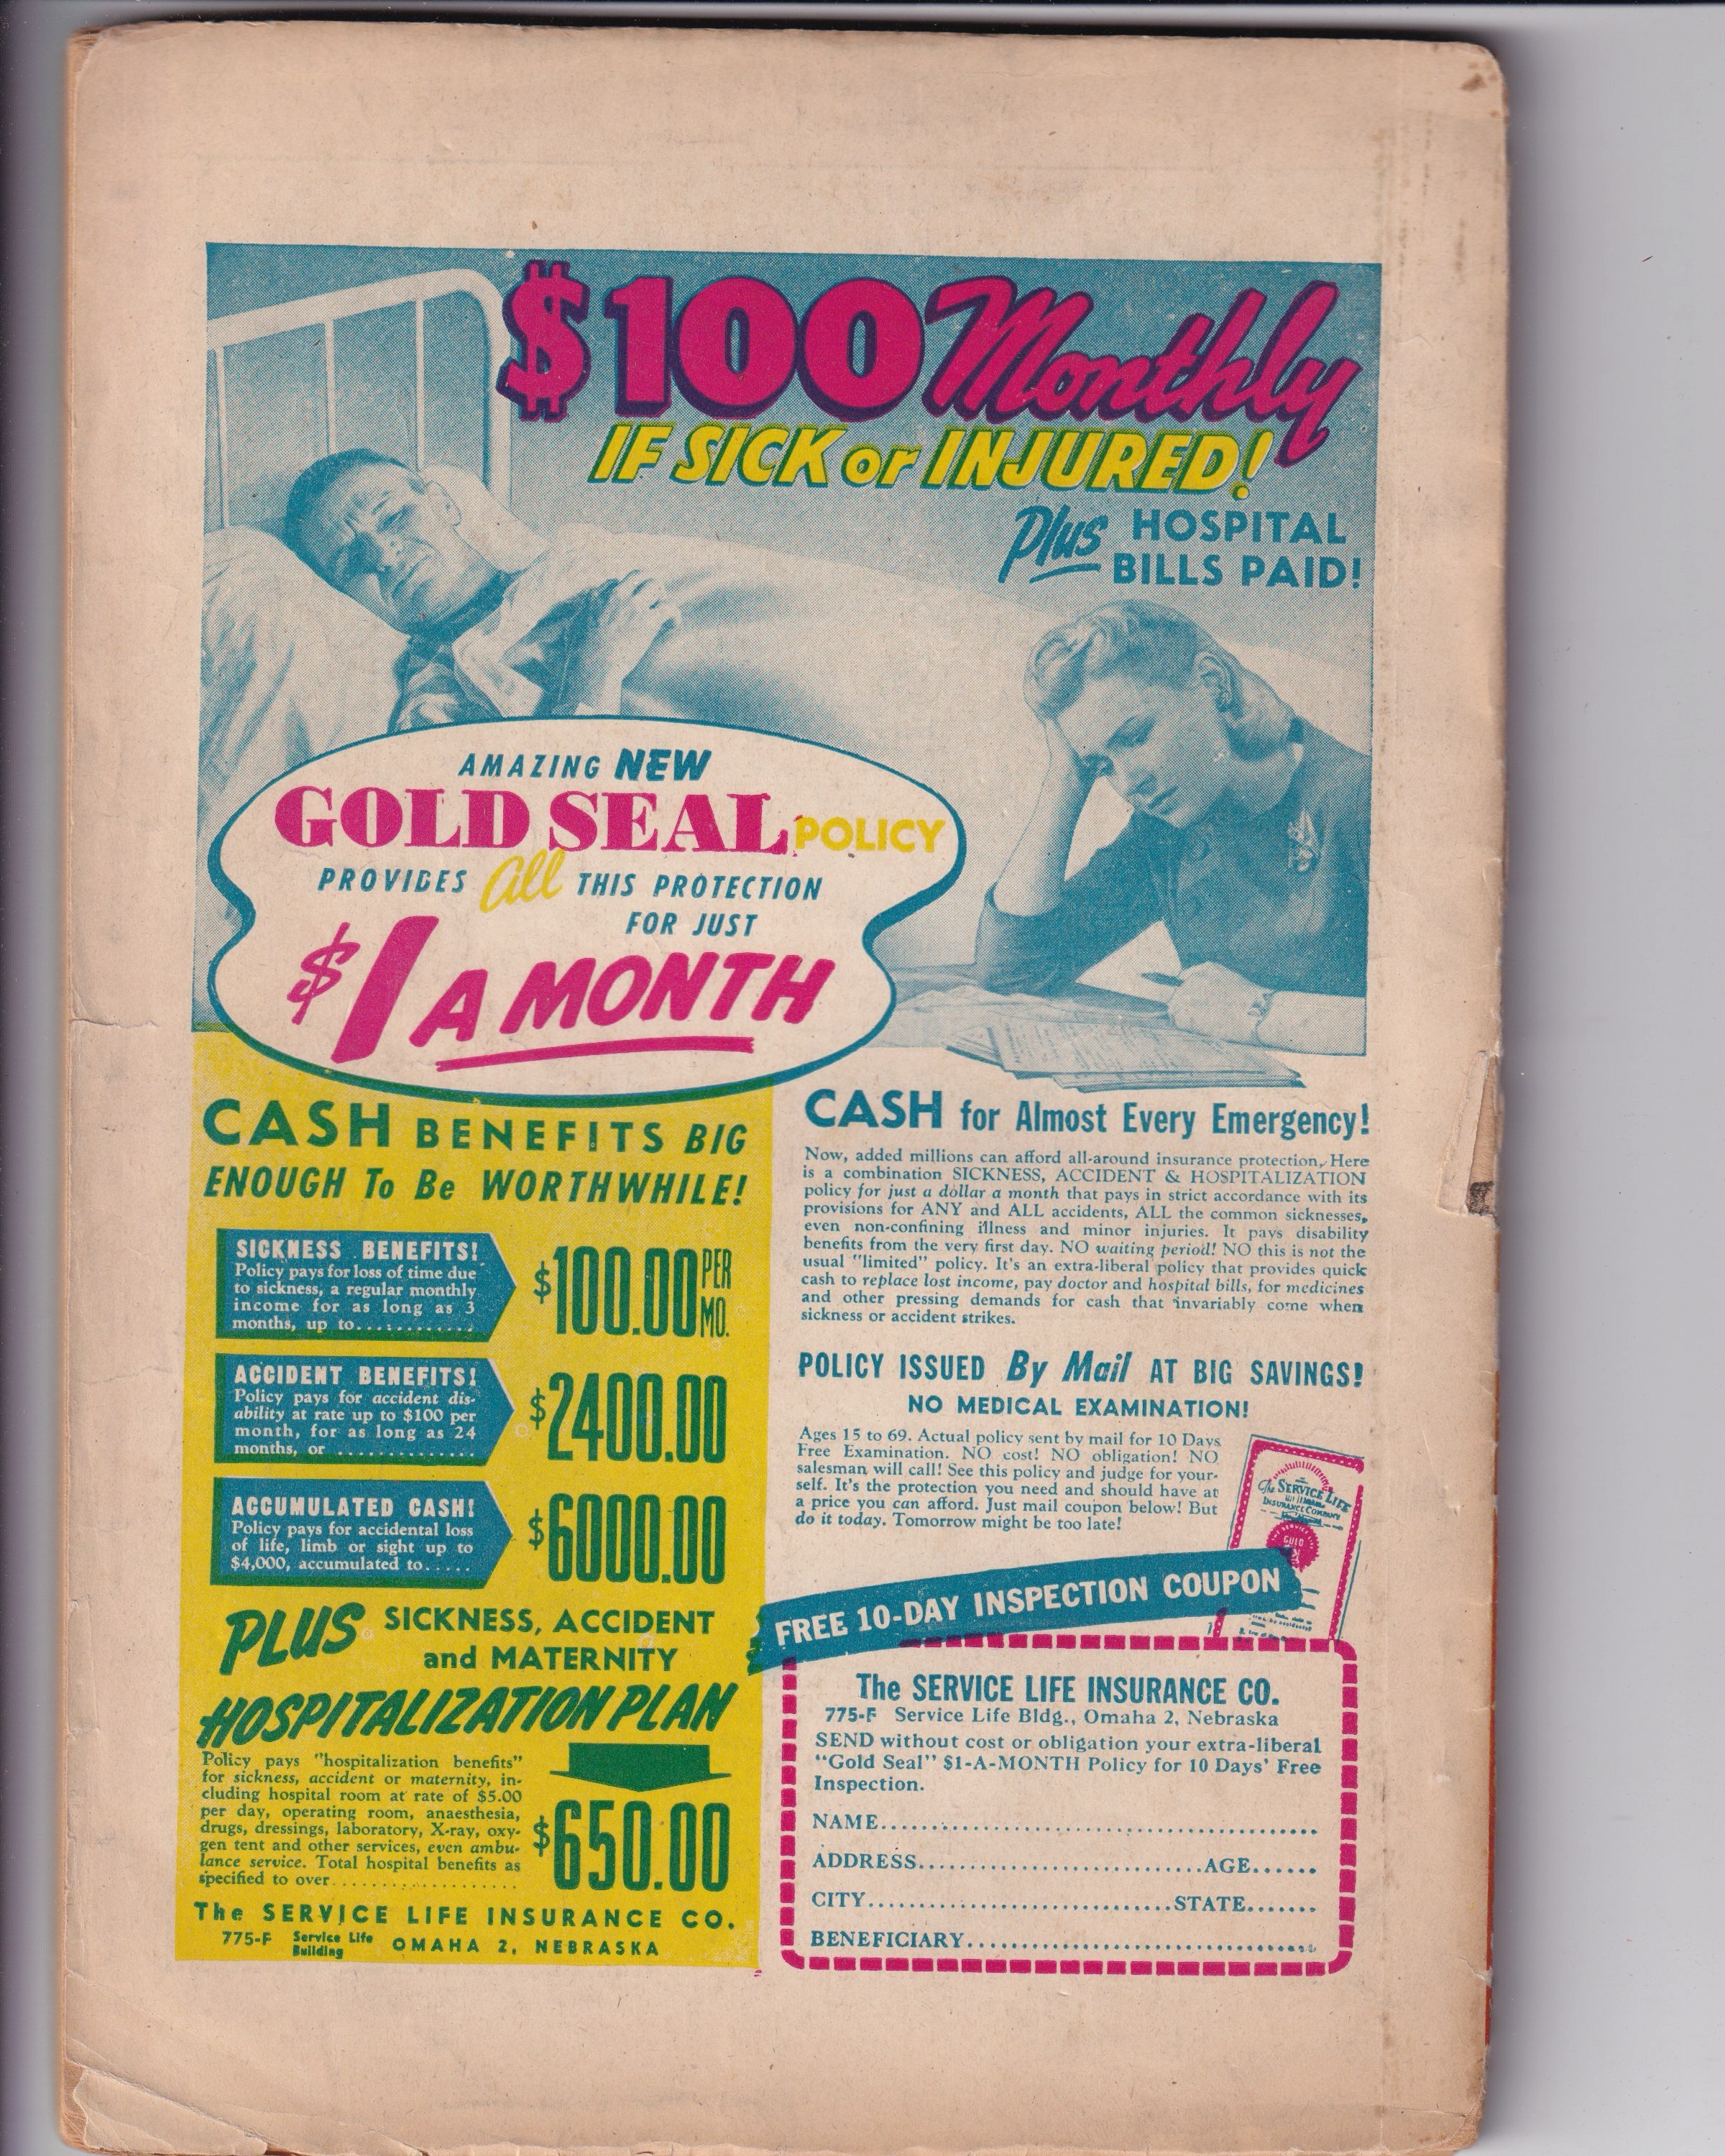 $100 Monthly
IF SICK or INJURED!
Plus HOSPITAL
BILLS PAID!
AMAZING NEW
GOLD SEAL POLICY
PROVIDES all THIS PROTECTION
FOR JUST
$1 A MONTH
CASH BENEFITS BIG
ENOUGH To Be WORTHWHILE!
SICKNESS BENEFITS!
Policy pays for loss of time due
to sickness, a regular monthly
income for as long as 3
months, up to............
$100.00 PER MO.
ACCIDENT BENEFITS!
Policy pays for accident dis-
ability at rate up to $100 per
month, for as long as 24
months, or ..............
$2400.00
ACCUMULATED CASH!
Policy pays for accidental loss
of life, limb or sight up to
$4,000, accumulated to.....
$6000.00
PLUS SICKNESS, ACCIDENT
and MATERNITY
HOSPITALIZATION PLAN
Policy pays "hospitalization benefits"
for sickness, accident or maternity, in-
cluding hospital room at rate of $5.00
per day, operating room, anaesthesia,
drugs, dressings, laboratory, X-ray, oxy-
gen tent and other services, even ambu-
lance service. Total hospital benefits as
specified to over...................
$650.00
The SERVICE LIFE INSURANCE CO.
775-F Service Life Building OMAHA 2, NEBRASKA
CASH for Almost Every Emergency!
Now, added millions can afford all-around insurance protection. Here
is a combination SICKNESS, ACCIDENT & HOSPITALIZATION
policy for just a dollar a month that pays in strict accordance with its
provisions for ANY and ALL accidents, ALL the common sicknesses,
even non-confining illness and minor injuries. It pays disability
benefits from the very first day. NO waiting period! NO this is not the
usual "limited" policy. It's an extra-liberal policy that provides quick
cash to replace lost income, pay doctor and hospital bills, for medicines
and other pressing demands for cash that invariably come when
sickness or accident strikes.
POLICY ISSUED By Mail AT BIG SAVINGS!
NO MEDICAL EXAMINATION!
Ages 15 to 69. Actual policy sent by mail for 10 Days
Free Examination. NO cost! NO obligation! NO
salesman will call! See this policy and judge for your-
self. It's the protection you need and should have at
a price you can afford. Just mail coupon below! But
do it today. Tomorrow might be too late!
The SERVICE LIFE
INSURANCE COMPANY
GOLD
FREE 10-DAY INSPECTION COUPON
The SERVICE LIFE INSURANCE CO.
775-F Service Life Bldg., Omaha 2, Nebraska
SEND without cost or obligation your extra-liberal
"Gold Seal" $1-A-MONTH Policy for 10 Days' Free
Inspection.
NAME..........................................
ADDRESS............................AGE......
CITY..............................STATE.......
BENEFICIARY..................................